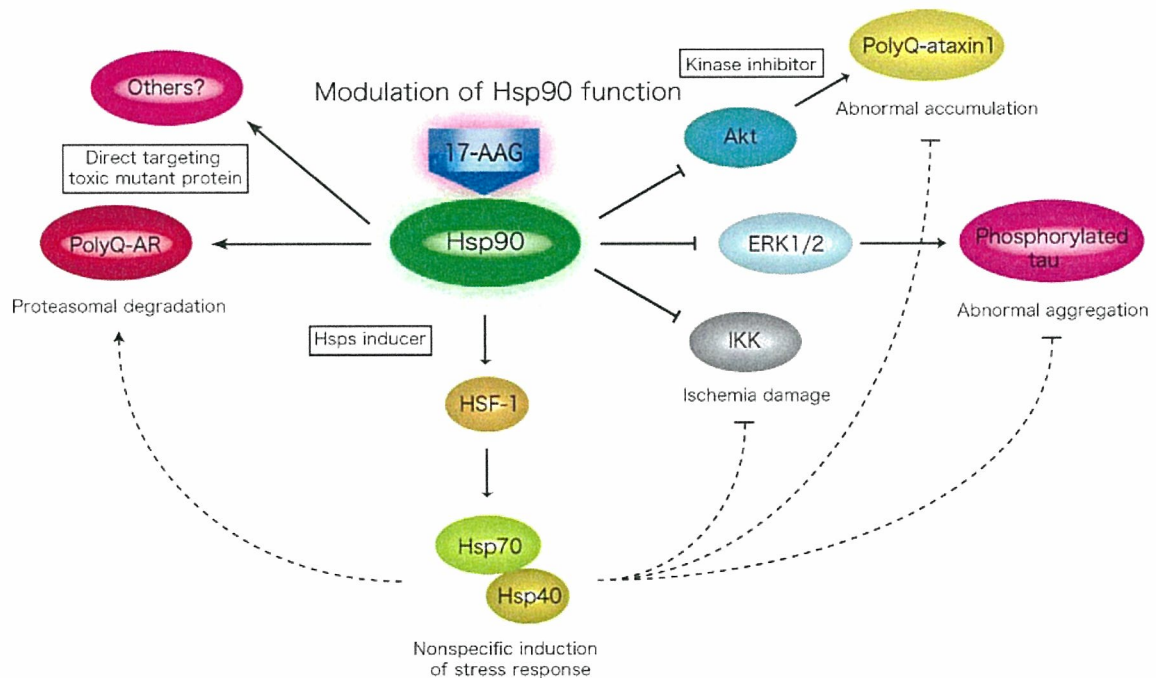 PolyQ-ataxin1
Kinase inhibitor
Others?
Modulation of Hsp90 function
Abnormal accumulation
Akt
17-AAG
Direct targeting
toxic mutant protein
PolyQ-AR
Hsp90
ERK1/2
Phosphorylated
tau
Proteasomal degradation
Abnormal aggregation
Hsps inducer
IKK
Ischemia damage
HSF-1
Hsp70
Hsp40
Nonspecific induction
of stress response